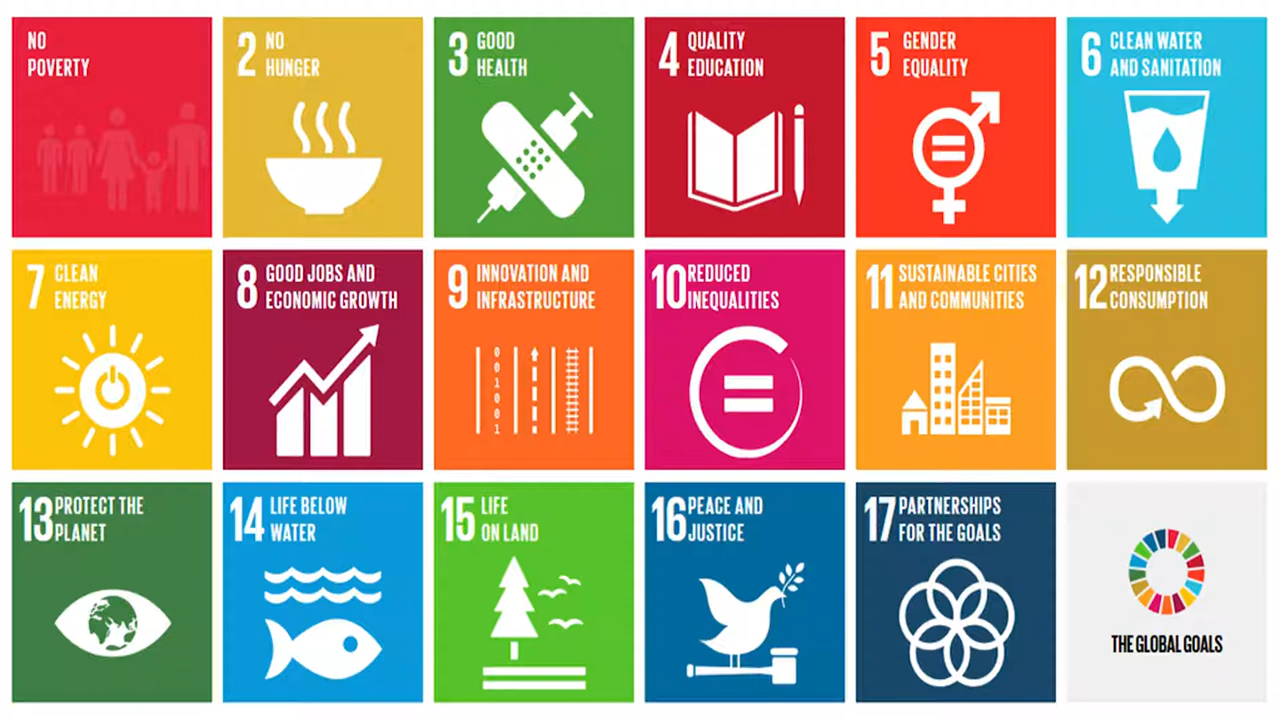 NO
POVERTY
2 NO
HUNGER
3 GOOD
HEALTH
4 QUALITY
EDUCATION
5 GENDER
EQUALITY
6 CLEAN WATER
AND SANITATION
7 CLEAN
ENERGY
8 GOOD JOBS AND
ECONOMIC GROWTH
9 INNOVATION AND
INFRASTRUCTURE
0
0
1
0
0
1
10 REDUCED
INEQUALITIES
11 SUSTAINABLE CITIES
AND COMMUNITIES
12 RESPONSIBLE
CONSUMPTION
13 PROTECT THE
PLANET
14 LIFE BELOW
WATER
15 LIFE
ON LAND
16 PEACE AND
JUSTICE
17 PARTNERSHIPS
FOR THE GOALS
THE GLOBAL GOALS